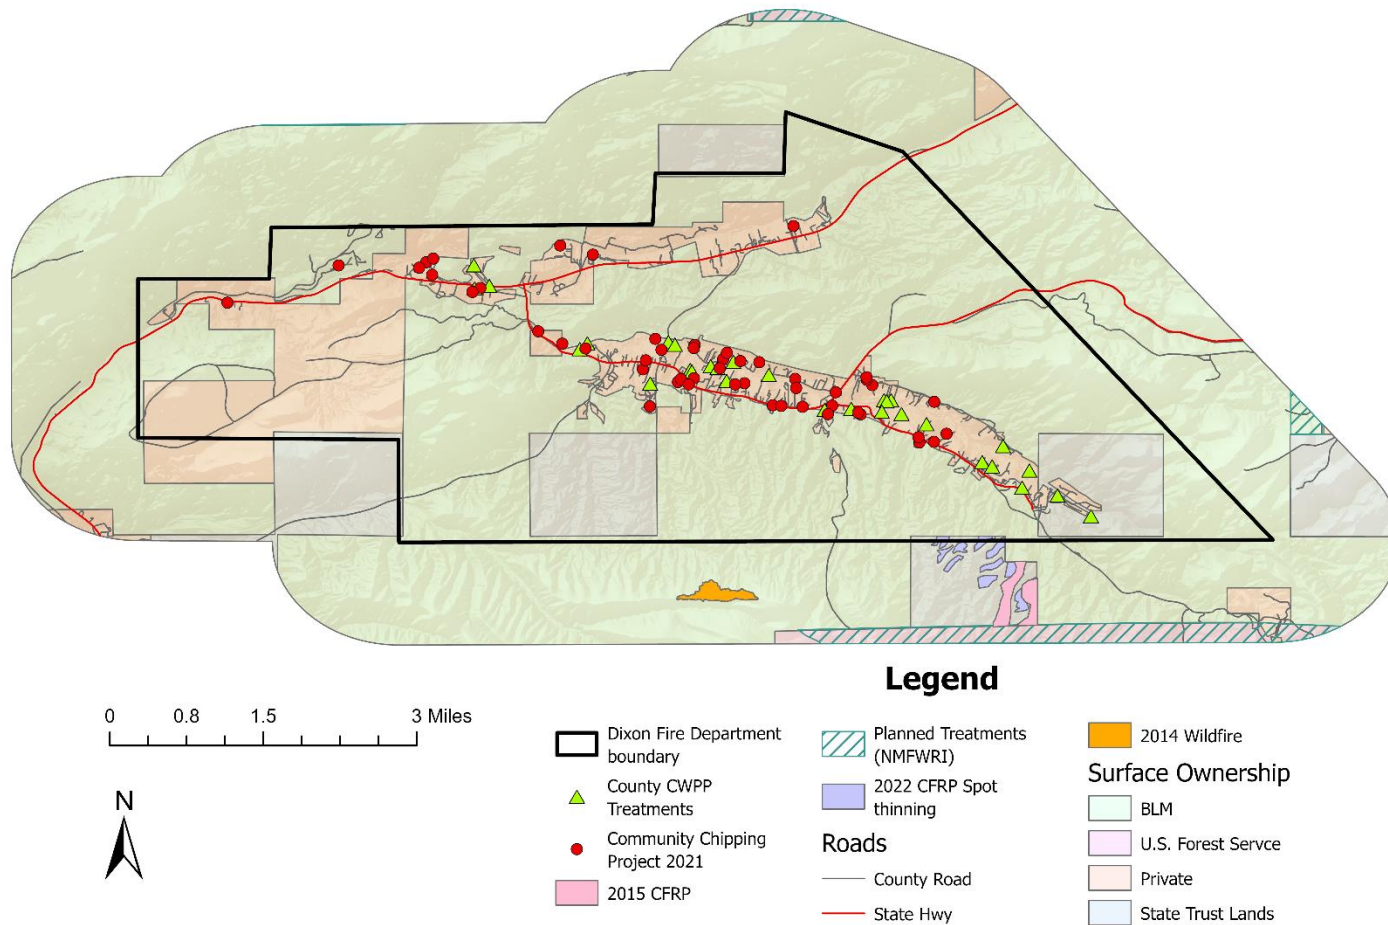 Legend
0 0.8 1.5 3 Miles
N
Dixon Fire Department
boundary
County CWPP
Treatments
Community Chipping
Project 2021
2015 CFRP
Planned Treatments
(NMFWRI)
2022 CFRP Spot
thinning
Roads
County Road
State Hwy
2014 Wildfire
Surface Ownership
BLM
U.S. Forest Servce
Private
State Trust Lands